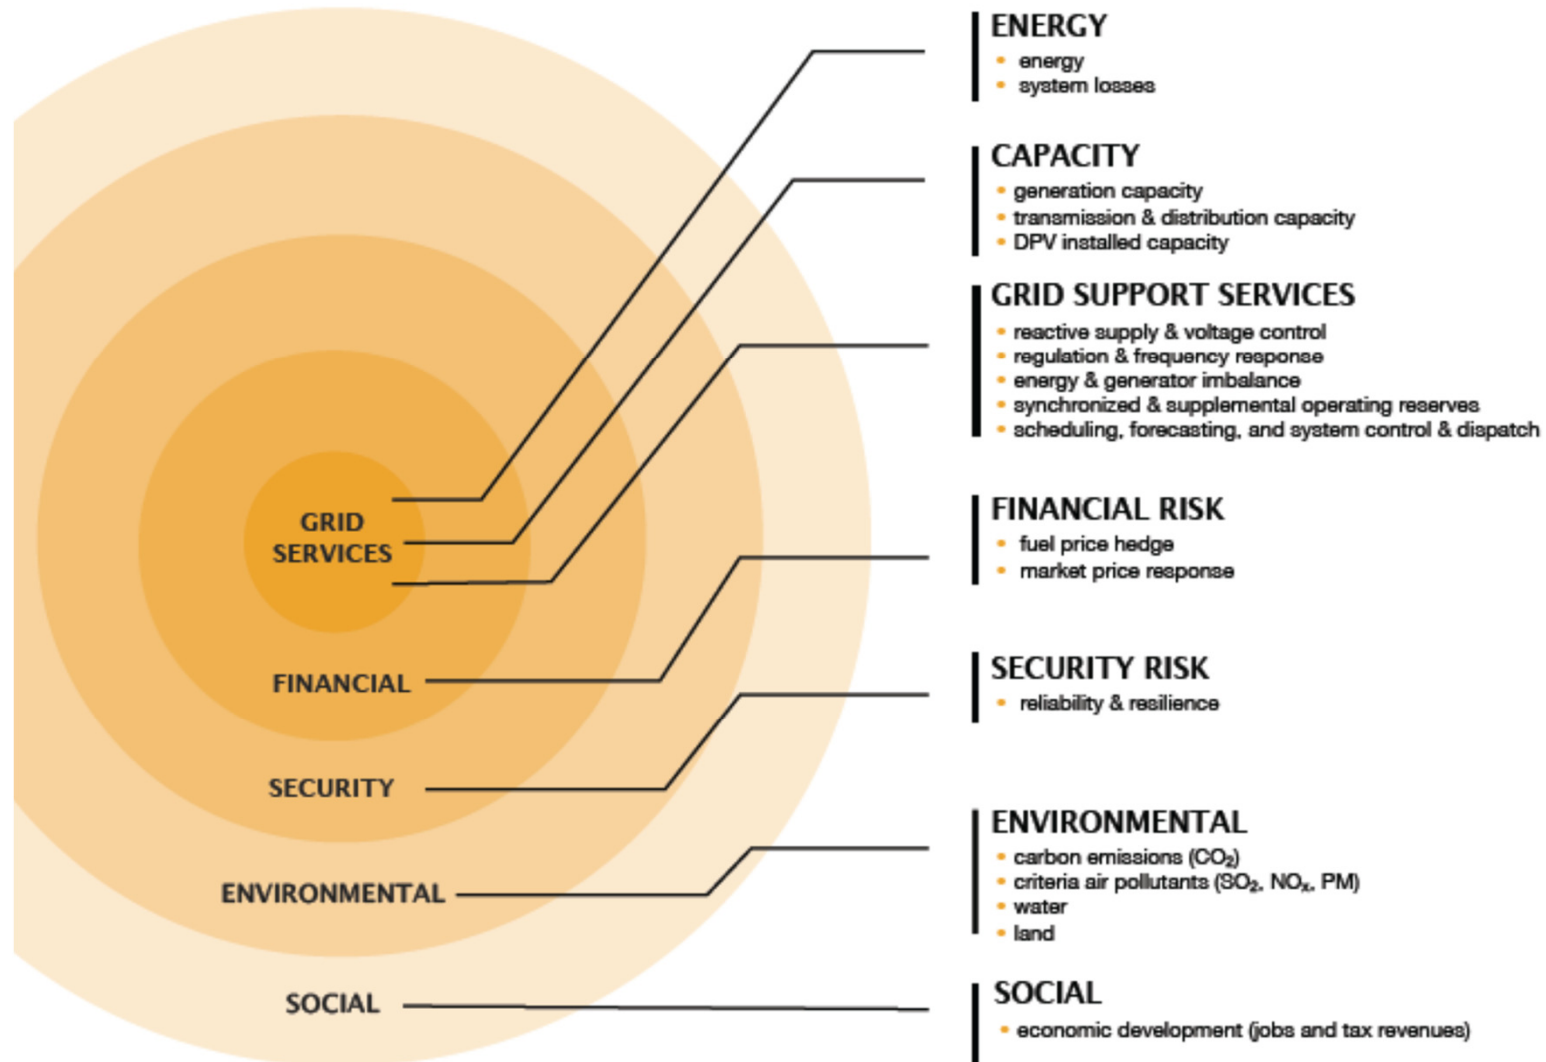 ENERGY
• energy
• system losses
CAPACITY
• generation capacity
• transmission & distribution capacity
• DPV installed capacity
GRID SUPPORT SERVICES
• reactive supply & voltage control
• regulation & frequency response
• energy & generator imbalance
• synchronized & supplemental operating reserves
• scheduling, forecasting, and system control & dispatch
GRID
SERVICES
FINANCIAL RISK
• fuel price hedge
• market price response
FINANCIAL
SECURITY RISK
• reliability & resilience
SECURITY
ENVIRONMENTAL
• carbon emissions (CO₂)
• criteria air pollutants (SO₂, NOₓ, PM)
• water
• land
ENVIRONMENTAL
SOCIAL
• economic development (jobs and tax revenues)
SOCIAL